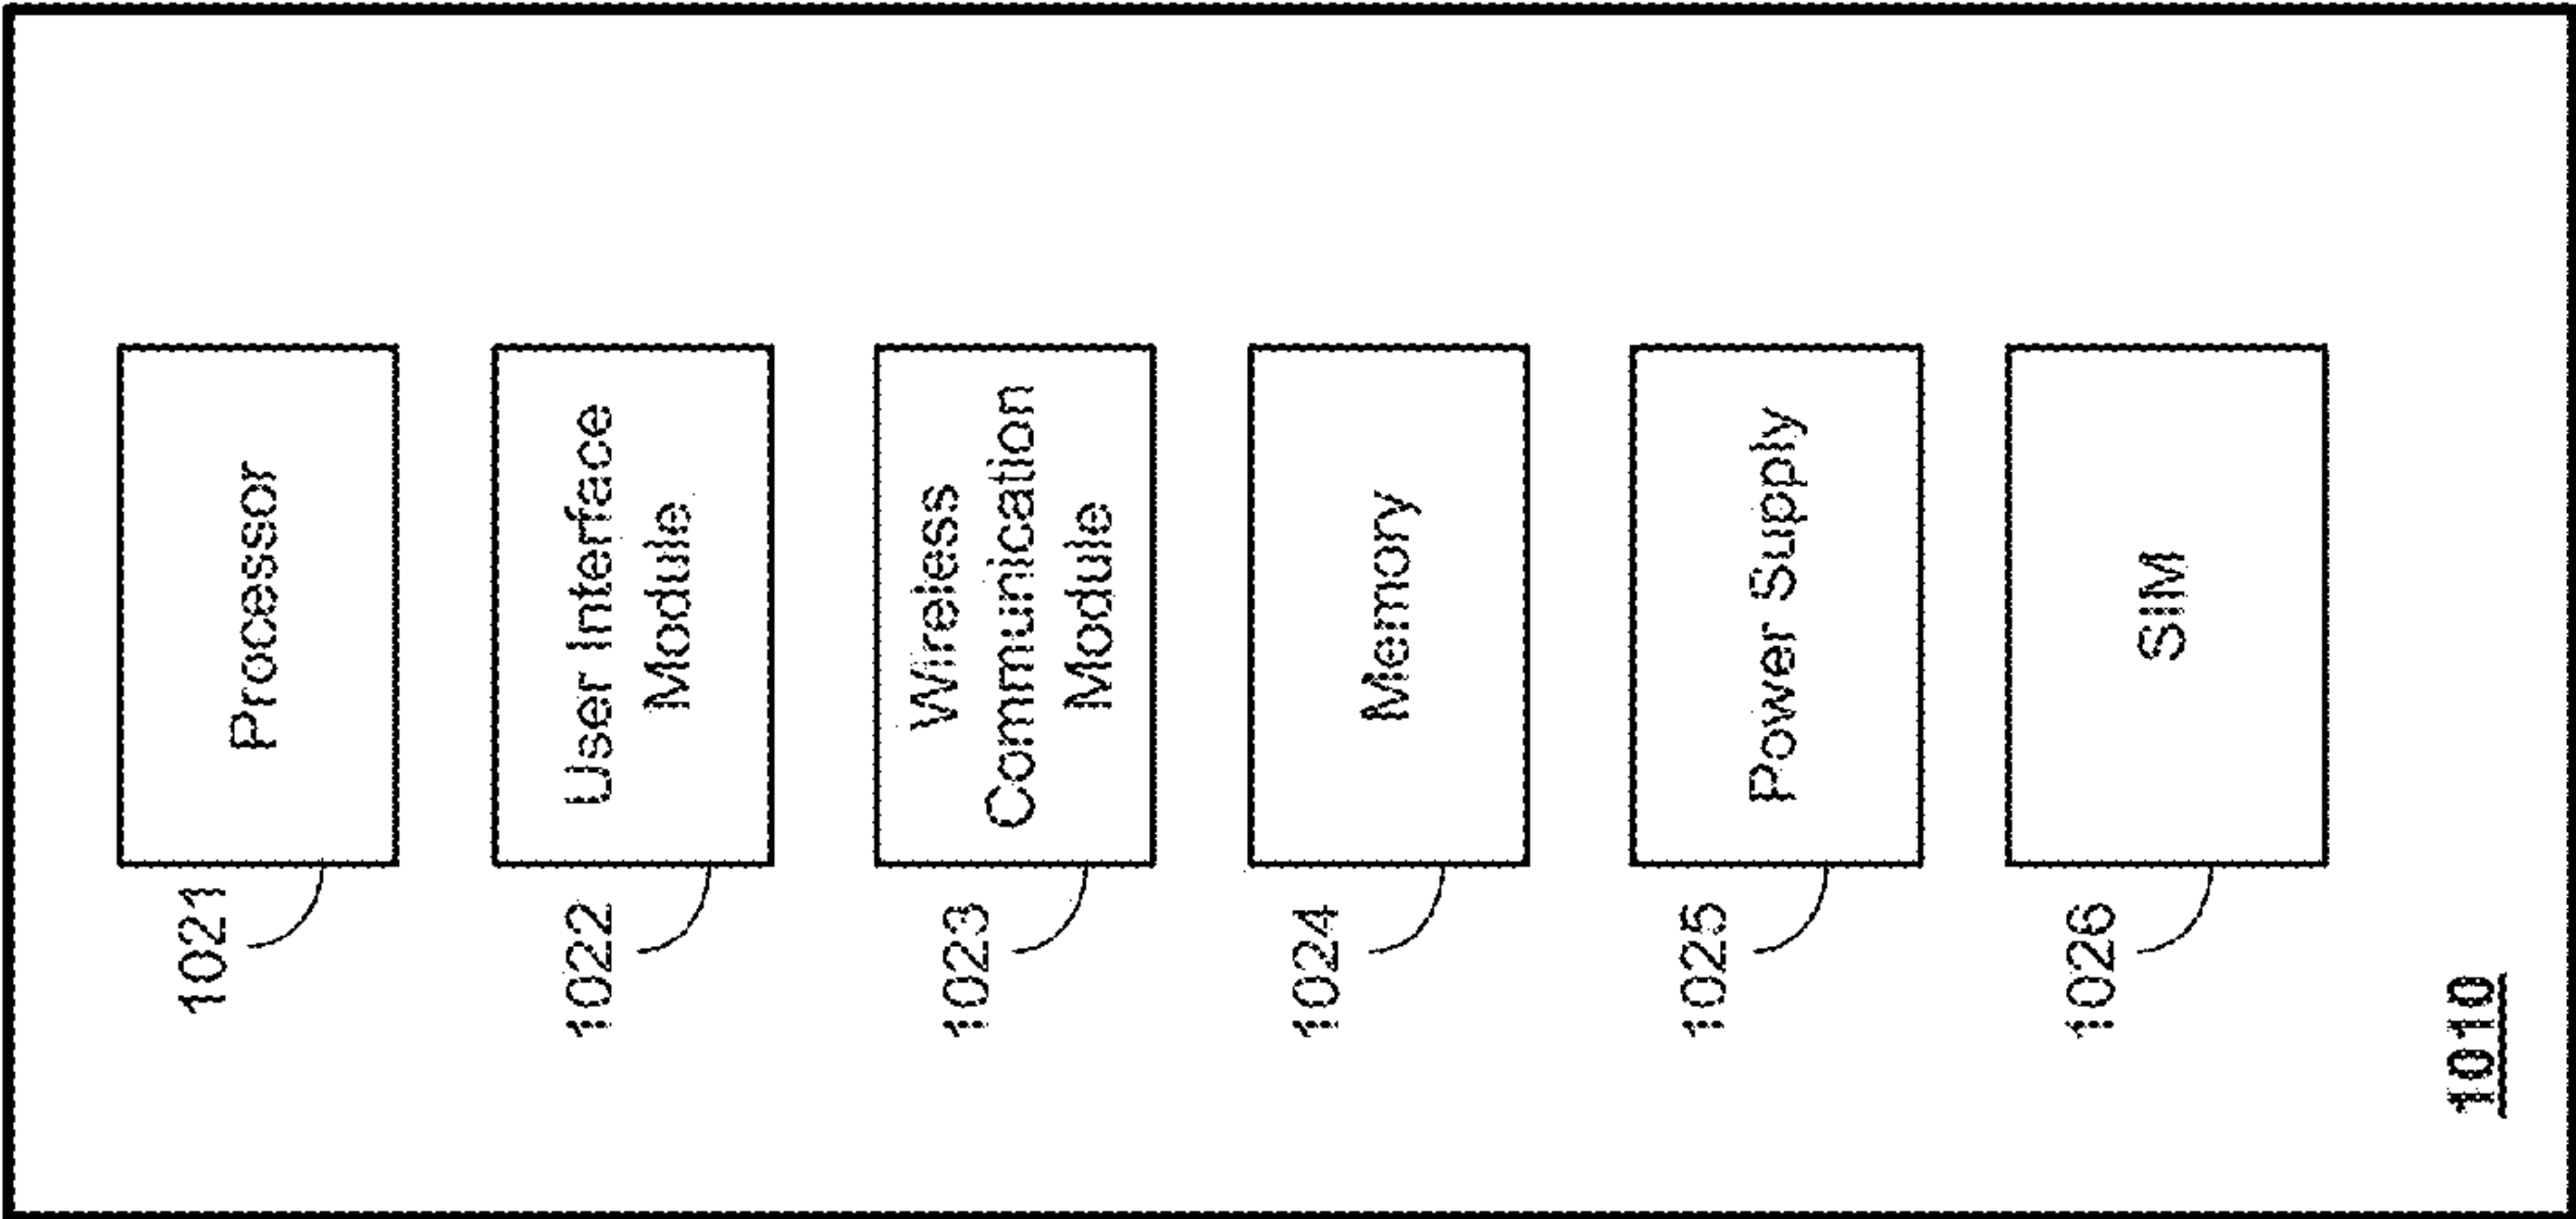 1021
Processor
1022
User Interface
Module
1023
Wireless
Communication
Module
1024
Memory
1025
Power Supply
1026
SIM
1010